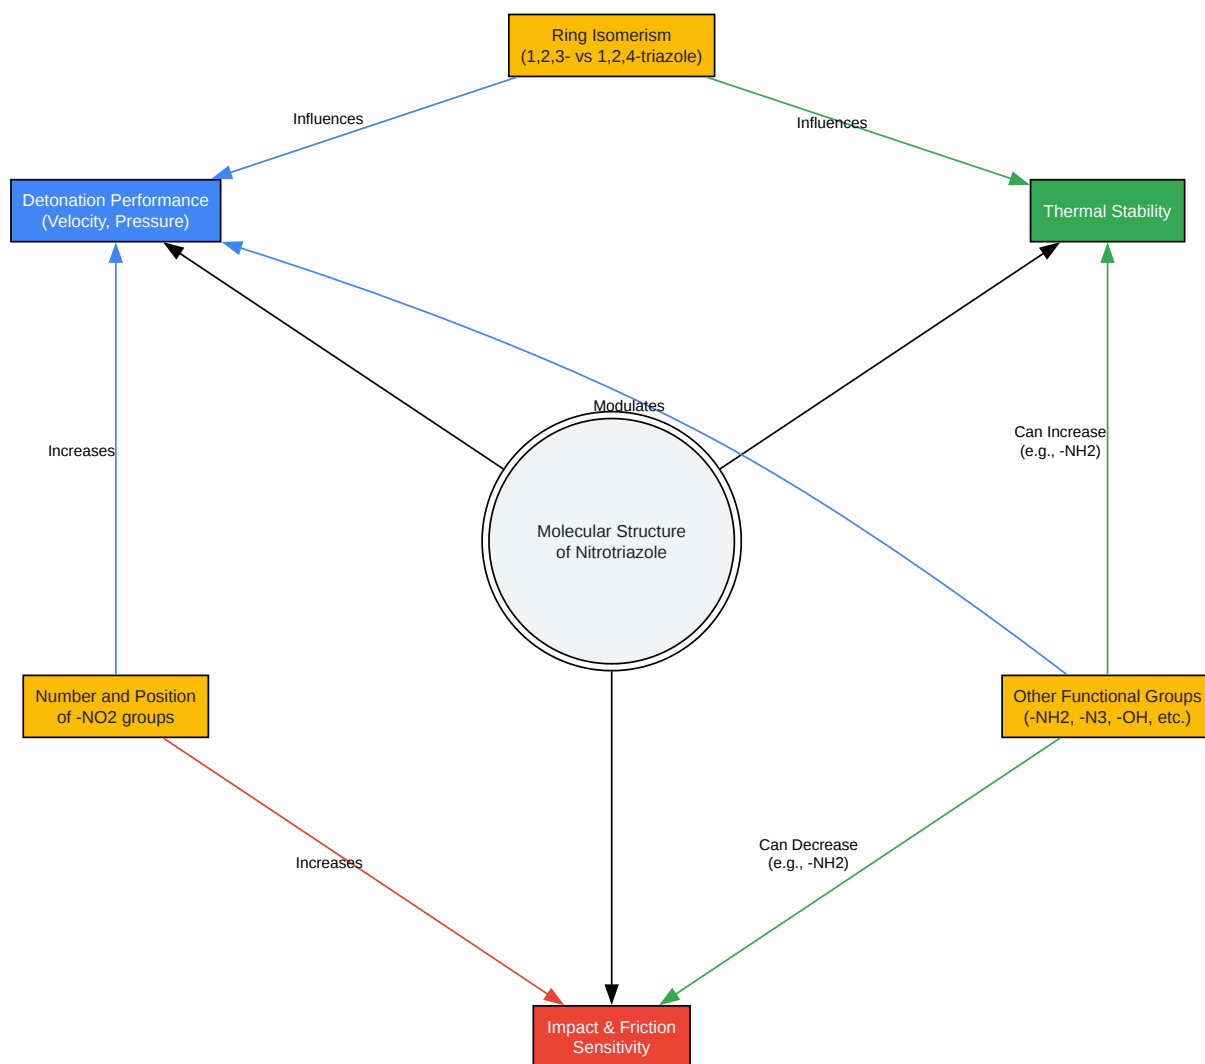 Ring Isomerism
(1,2,3- vs 1,2,4-triazole)
Influences
Influences
Detonation Performance
(Velocity, Pressure)
Thermal Stability
Modulates
Can Increase
(e.g., -NH2)
Increases
Molecular Structure
of Nitrotriazole
Number and Position
of -NO2 groups
Other Functional Groups
(-NH2, -N3, -OH, etc.)
Increases
Can Decrease
(e.g., -NH2)
Impact & Friction
Sensitivity